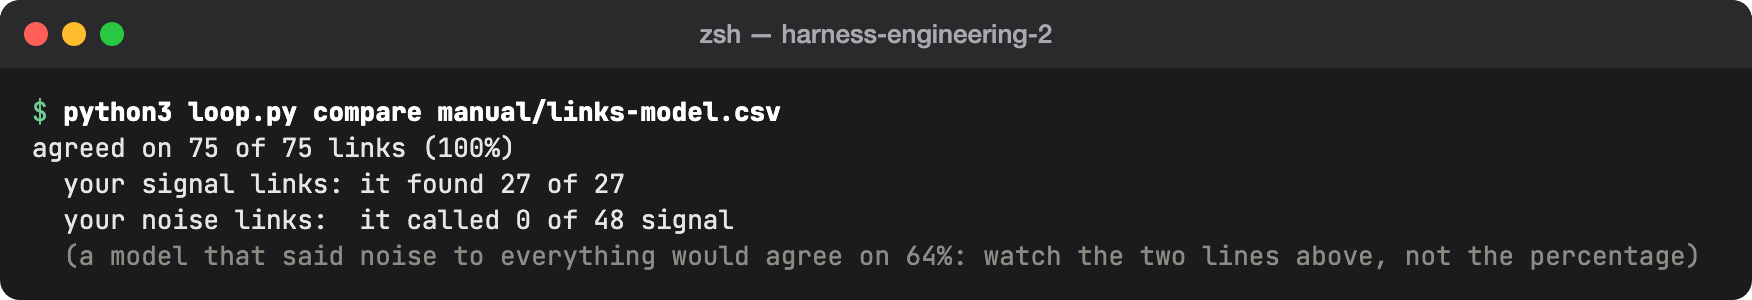 zsh — harness-engineering-2
$ python3 loop.py compare manual/links-model.csv
agreed on 75 of 75 links (100%)
  your signal links: it found 27 of 27
  your noise links:  it called 0 of 48 signal
  (a model that said noise to everything would agree on 64%: watch the two lines above, not the percentage)